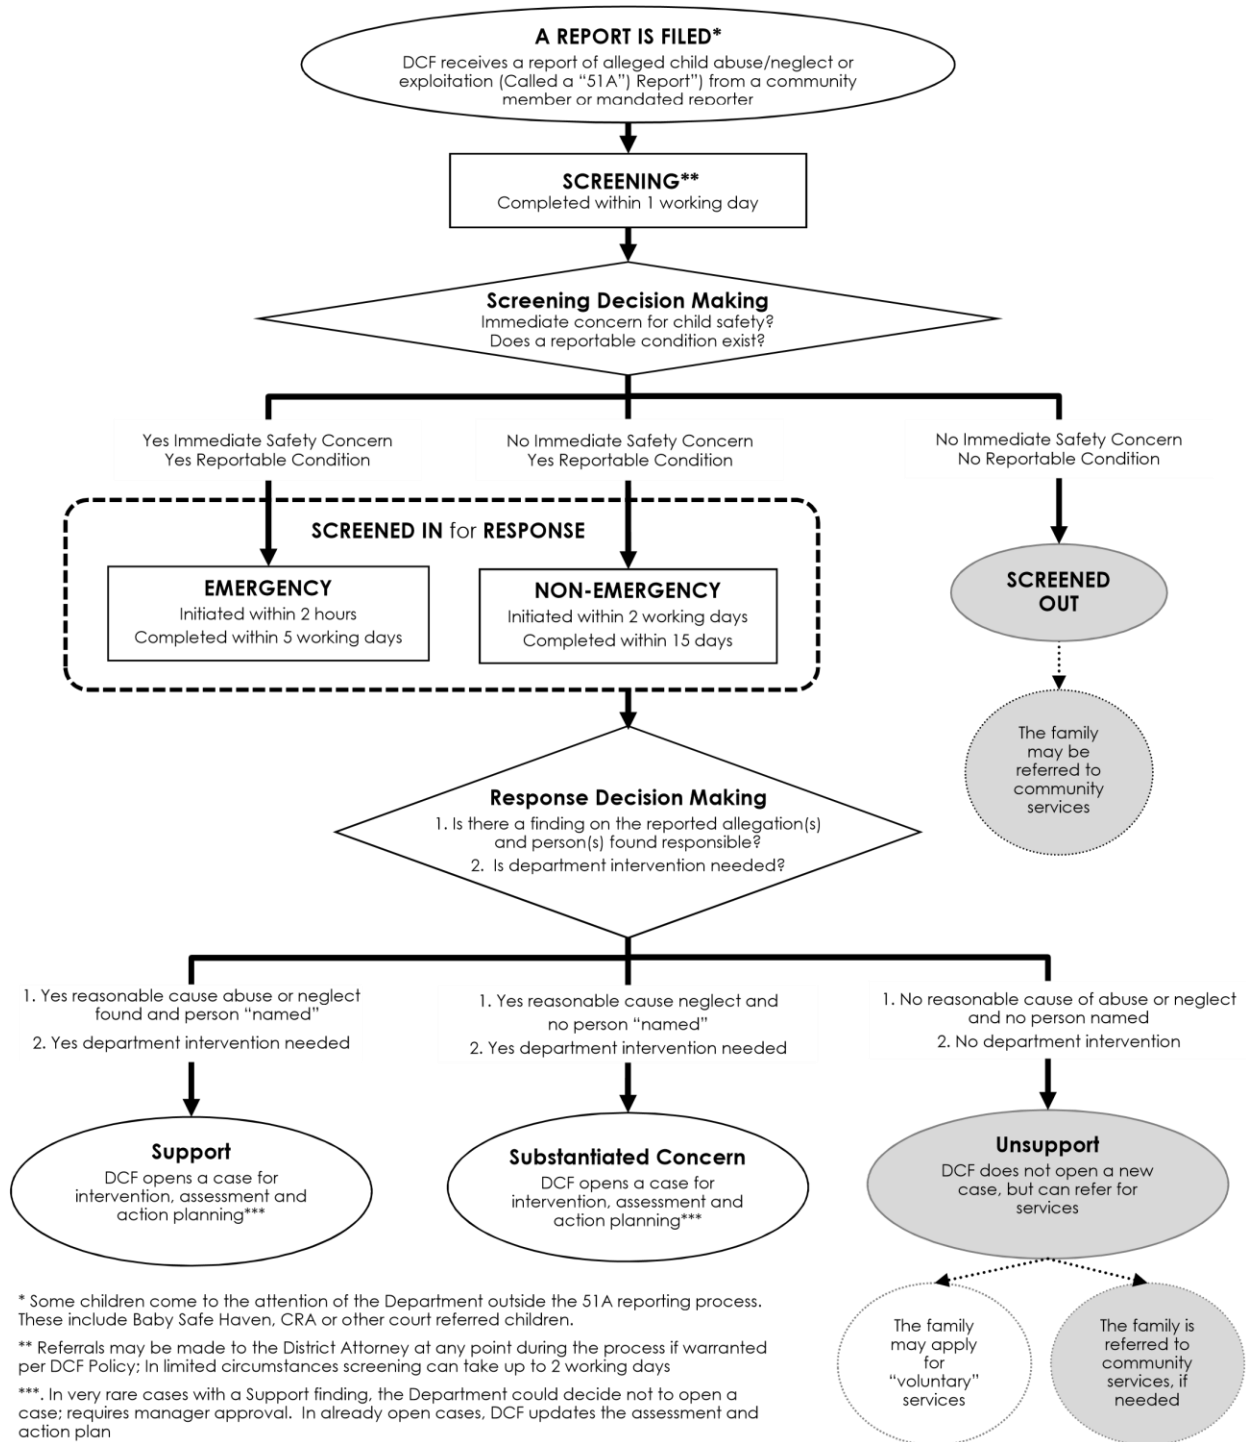 A REPORT IS FILED*
DCF receives a report of alleged child abuse/neglect or
exploitation (Called a “51A”) Report”) from a community
member or mandated reporter
SCREENING**
Completed within 1 working day
Screening Decision Making
Immediate concern for child safety?
Does a reportable condition exist?
Yes Immediate Safety Concern
Yes Reportable Condition
No Immediate Safety Concern
Yes Reportable Condition
No Immediate Safety Concern
No Reportable Condition
SCREENED IN for RESPONSE
EMERGENCY
Initiated within 2 hours
Completed within 5 working days
NON-EMERGENCY
Initiated within 2 working days
Completed within 15 days
SCREENED
OUT
The family
may be
referred to
community
services
Response Decision Making
1. Is there a finding on the reported allegation(s)
and person(s) found responsible?
2. Is department intervention needed?
1. Yes reasonable cause abuse or neglect
found and person “named”
2. Yes department intervention needed
1. Yes reasonable cause neglect and
no person “named”
2. Yes department intervention needed
1. No reasonable cause of abuse or neglect
and no person named
2. No department intervention
Support
DCF opens a case for
intervention, assessment and
action planning***
Substantiated Concern
DCF opens a case for
intervention, assessment and
action planning***
Unsupport
DCF does not open a new
case, but can refer for
services
The family
may apply
for
“voluntary”
services
The family is
referred to
community
services, if
needed
* Some children come to the attention of the Department outside the 51A reporting process.
These include Baby Safe Haven, CRA or other court referred children.
** Referrals may be made to the District Attorney at any point during the process if warranted
per DCF Policy; In limited circumstances screening can take up to 2 working days
***. In very rare cases with a Support finding, the Department could decide not to open a
case; requires manager approval.  In already open cases, DCF updates the assessment and
action plan